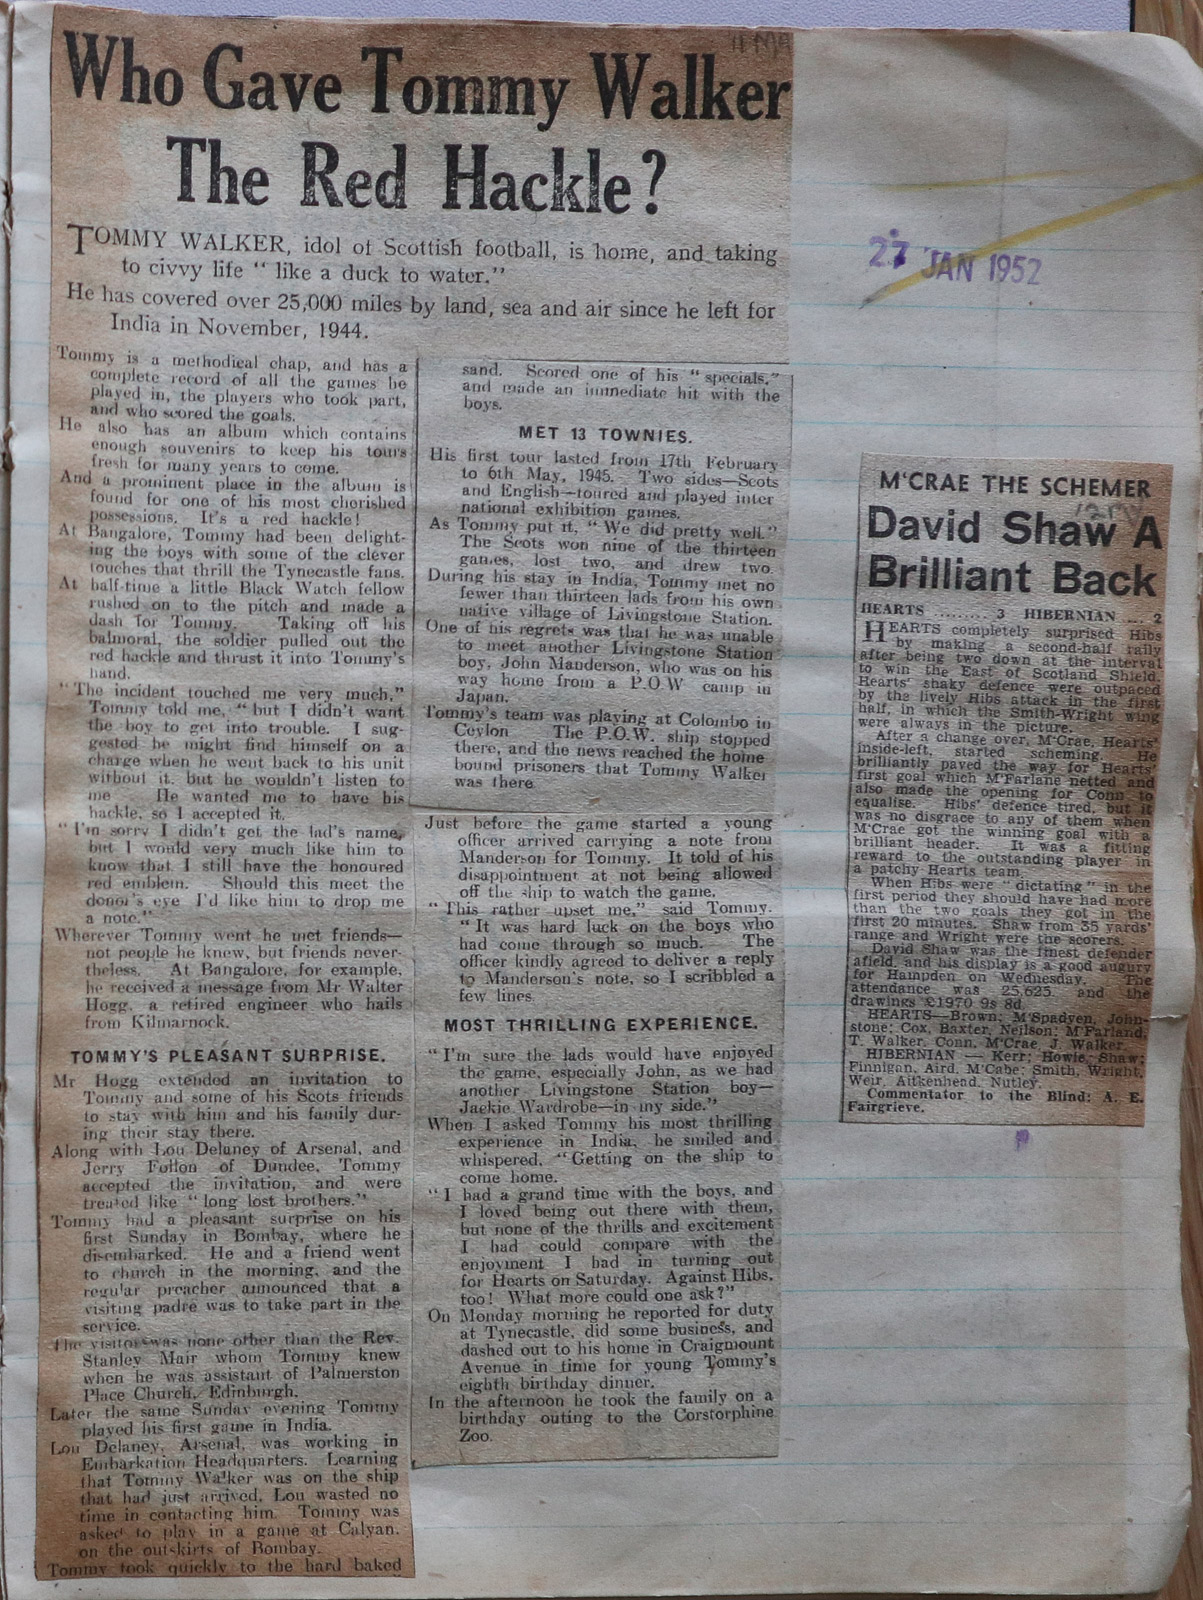 Who Gave Tommy Walker
The Red Hackle?
TOMMY WALKER, idol of Scottish football, is home, and taking
to civvy life “ like a duck to water.”
He has covered over 25,000 miles by land, sea and air since he left for
India in November, 1944.
Tommy is a methodical chap, and has a
complete record of all the games he
played in, the players who took part,
and who scored the goals.
He also has an album which contains
enough souvenirs to keep his tours
fresh for many years to come.
And a prominent place in the album is
found for one of his most cherished
possessions. It's a red hackle!
At Bangalore, Tommy had been delight-
ing the boys with some of the clever
touches that thrill the Tynecastle fans.
At half-time a little Black Watch fellow
rushed on to the pitch and made a
dash for Tommy. Taking off his
balmoral, the soldier pulled out the
red hackle and thrust it into Tommy's
hand.
“ The incident touched me very much,”
Tommy told me, “ but I didn't want
the boy to get into trouble. I sug-
gested he might find himself on a
charge when he went back to his unit
without it, but he wouldn't listen to
me He wanted me to have his
hackle, so I accepted it.
“ I'm sorry I didn't get the lad's name,
but I would very much like him to
know that I still have the honoured
red emblem. Should this meet the
donor's eye I'd like him to drop me
a note.”
Wherever Tommy went he met friends—
not people he knew, but friends never-
theless. At Bangalore, for example,
he received a message from Mr Walter
Hogg, a retired engineer who hails
from Kilmarnock.
TOMMY'S PLEASANT SURPRISE.
Mr Hogg extended an invitation to
Tommy and some of his Scots friends
to stay with him and his family dur-
ing their stay there.
Along with Lou Delaney of Arsenal, and
Jerry Follon of Dundee, Tommy
accepted the invitation, and were
treated like “ long lost brothers.”
Tommy had a pleasant surprise on his
first Sunday in Bombay, where he
disembarked. He and a friend went
to church in the morning, and the
regular preacher announced that a
visiting padre was to take part in the
service.
The visitor was none other than the Rev.
Stanley Mair whom Tommy knew
when he was assistant of Palmerston
Place Church, Edinburgh.
Later the same Sunday evening Tommy
played his first game in India.
Lou Delaney, Arsenal, was working in
Embarkation Headquarters. Learning
that Tommy Walker was on the ship
that had just arrived, Lou wasted no
time in contacting him. Tommy was
asked to play in a game at Calyan,
on the outskirts of Bombay.
Tommy took quickly to the hard baked
sand. Scored one of his “ specials,”
and made an immediate hit with the
boys.
MET 13 TOWNIES.
His first tour lasted from 17th February
to 6th May, 1945. Two sides—Scots
and English—toured and played inter
national exhibition games.
As Tommy put it, “ We did pretty well.”
The Scots won nine of the thirteen
games, lost two, and drew two.
During his stay in India, Tommy met no
fewer than thirteen lads from his own
native village of Livingstone Station.
One of his regrets was that he was unable
to meet another Livingstone Station
boy, John Manderson, who was on his
way home from a P.O.W camp in
Japan.
Tommy's team was playing at Colombo in
Ceylon The P.O.W. ship stopped
there, and the news reached the home
bound prisoners that Tommy Walker
was there
Just before the game started a young
officer arrived carrying a note from
Manderson for Tommy. It told of his
disappointment at not being allowed
off the ship to watch the game.
“ This rather upset me,” said Tommy.
“ It was hard luck on the boys who
had come through so much. The
officer kindly agreed to deliver a reply
to Manderson's note, so I scribbled a
few lines.
MOST THRILLING EXPERIENCE.
“ I'm sure the lads would have enjoyed
the game, especially John, as we had
another Livingstone Station boy—
Jackie Wardrobe—in my side.”
When I asked Tommy his most thrilling
experience in India, he smiled and
whispered, “ Getting on the ship to
come home.
“ I had a grand time with the boys, and
I loved being out there with them,
but none of the thrills and excitement
I had could compare with the
enjoyment I had in turning out
for Hearts on Saturday. Against Hibs,
too! What more could one ask?”
On Monday morning he reported for duty
at Tynecastle, did some business, and
dashed out to his home in Craigmount
Avenue in time for young Tommy's
eighth birthday dinner.
In the afternoon he took the family on a
birthday outing to the Corstorphine
Zoo.
27 JAN 1952
M'CRAE THE SCHEMER
David Shaw A
Brilliant Back
HEARTS ......... 3 HIBERNIAN .... 2
HEARTS completely surprised Hibs
by making a second-half rally
after being two down at the interval
to win the East of Scotland Shield.
Hearts' shaky defence were outpaced
by the lively Hibs attack in the first
half, in which the Smith-Wright wing
were always in the picture.
After a change over, M'Crae, Hearts'
inside-left, started scheming. He
brilliantly paved the way for Hearts'
first goal which M'Farlane netted and
also made the opening for Conn to
equalise. Hibs' defence tired, but it
was no disgrace to any of them when
M'Crae got the winning goal with a
brilliant header. It was a fitting
reward to the outstanding player in
a patchy Hearts team.
When Hibs were “ dictating ” in the
first period they should have had more
than the two goals they got in the
first 20 minutes. Shaw from 35 yards'
range and Wright were the scorers.
David Shaw was the finest defender
afield, and his display is a good augury
for Hampden on Wednesday. The
attendance was 25,625, and the
drawings £1970 9s 8d.
HEARTS—Brown; M'Spadyen, John-
stone; Cox, Baxter, Neilson; M'Farland,
T. Walker, Conn, M'Crae, J. Walker.
HIBERNIAN — Kerr; Howie, Shaw;
Finnigan, Aird, M'Cabe; Smith, Wright,
Weir, Aitkenhead, Nutley.
Commentator to the Blind: A. E.
Fairgrieve.